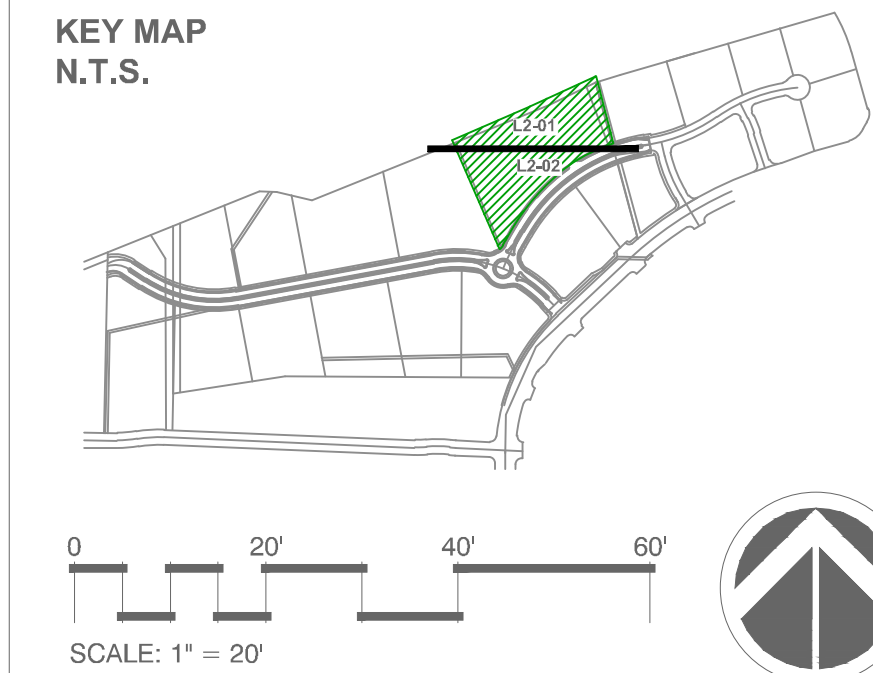 KEY MAP
N.T.S.
L2-01
L2-02
0 20' 40' 60'
SCALE: 1" = 20'